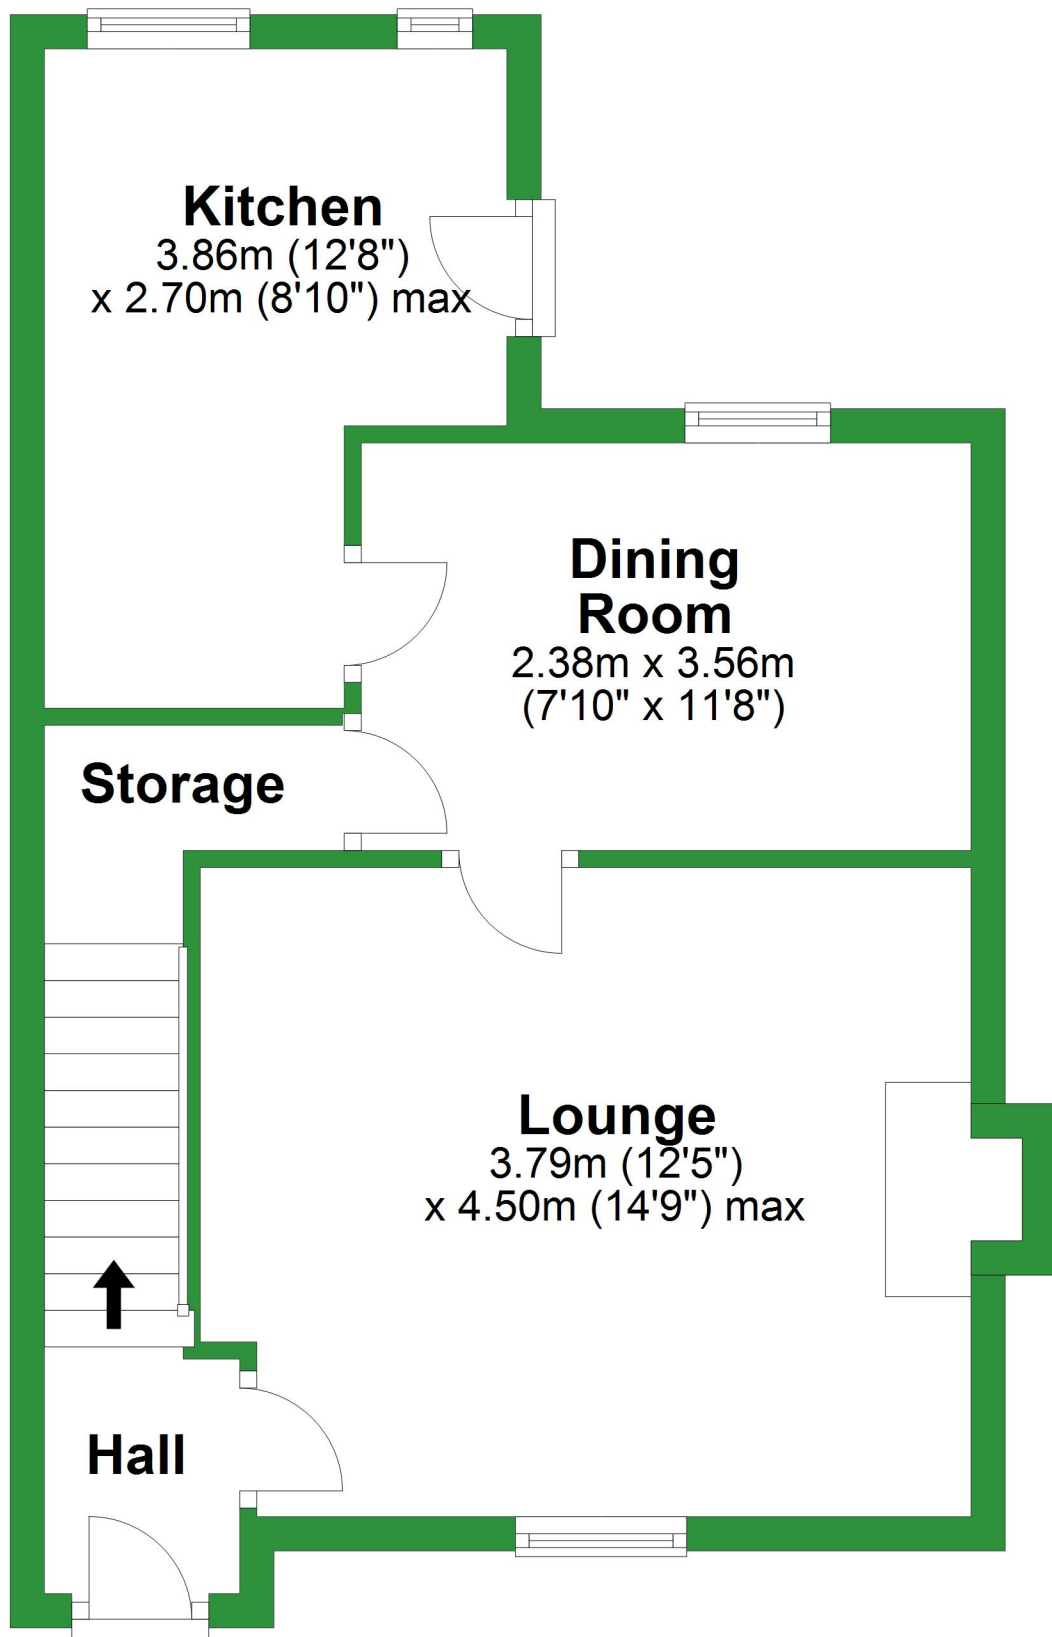 Kitchen
3.86m (12'8")
x 2.70m (8'10") max
Dining
Room
2.38m x 3.56m
(7'10" x 11'8")
Storage
Lounge
3.79m (12'5")
x 4.50m (14'9") max
Hall